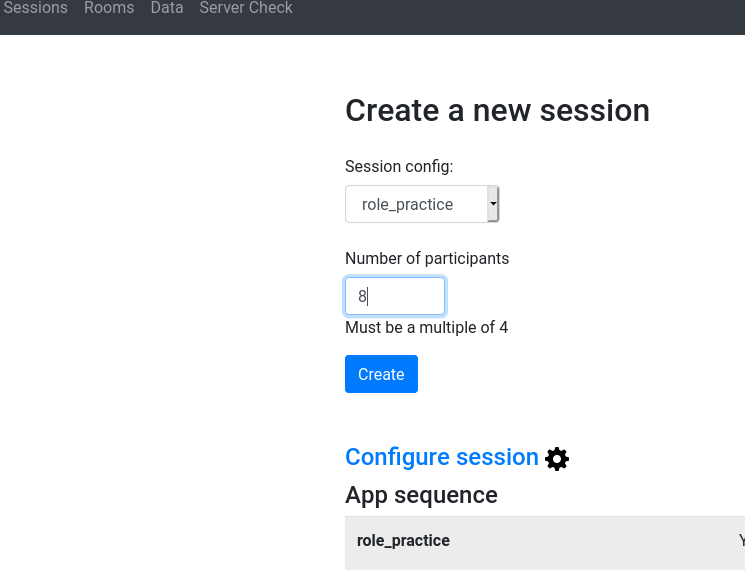 Sessions Rooms Data Server Check
Create a new session
Session config:
role_practice
Number of participants
8
Must be a multiple of 4
Create
Configure session
App sequence
role_practice